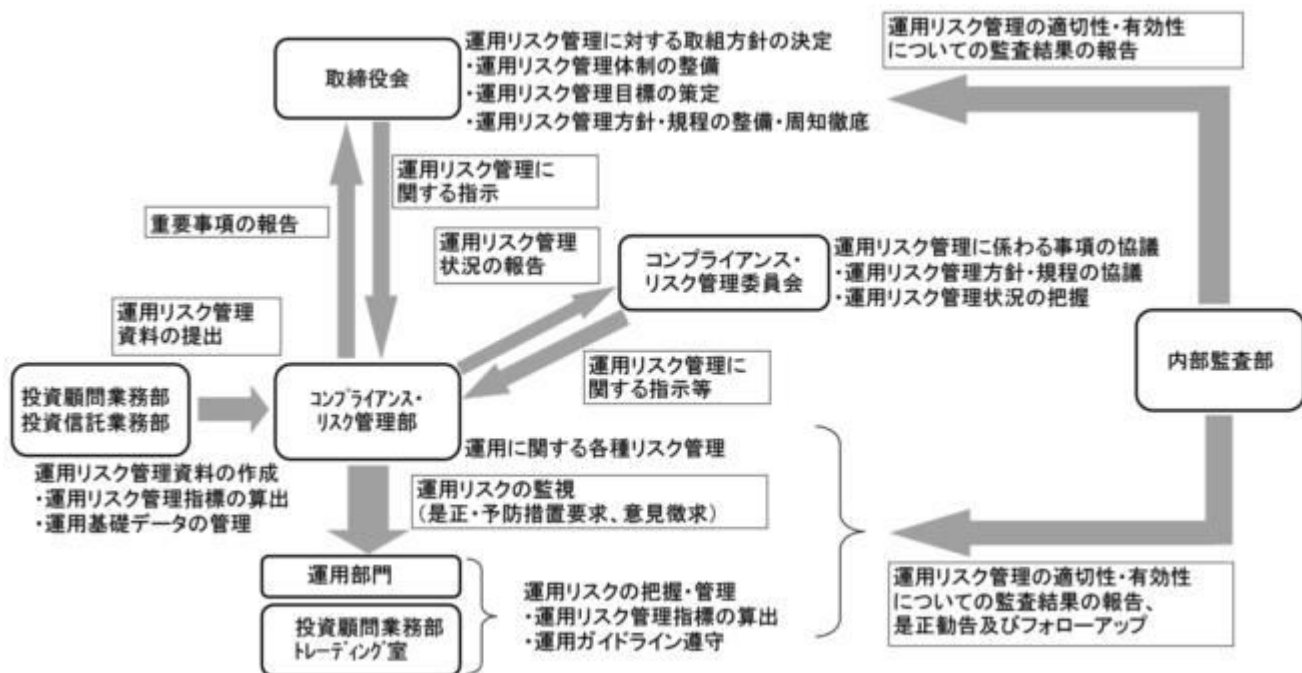 取締役会
運用リスク管理に対する取組方針の決定
・運用リスク管理体制の整備
・運用リスク管理目標の策定
・運用リスク管理方針・規程の整備・周知徹底
運用リスク管理の適切性・有効性
についての監査結果の報告
運用リスク管理に
関する指示
重要事項の報告
運用リスク管理
状況の報告
コンプライアンス・
リスク管理委員会
運用リスク管理に係わる事項の協議
・運用リスク管理方針・規程の協議
・運用リスク管理状況の把握
運用リスク管理
資料の提出
運用リスク管理に
関する指示等
内部監査部
投資顧問業務部
投資信託業務部
コンプライアンス・
リスク管理部
運用に関する各種リスク管理
運用リスク管理資料の作成
・運用リスク管理指標の算出
・運用基礎データの管理
運用リスクの監視
(是正・予防措置要求、意見徴求)
運用部門
投資顧問業務部
トレーディング室
運用リスクの把握・管理
・運用リスク管理指標の算出
・運用ガイドライン遵守
運用リスク管理の適切性・有効性
についての監査結果の報告、
是正勧告及びフォローアップ